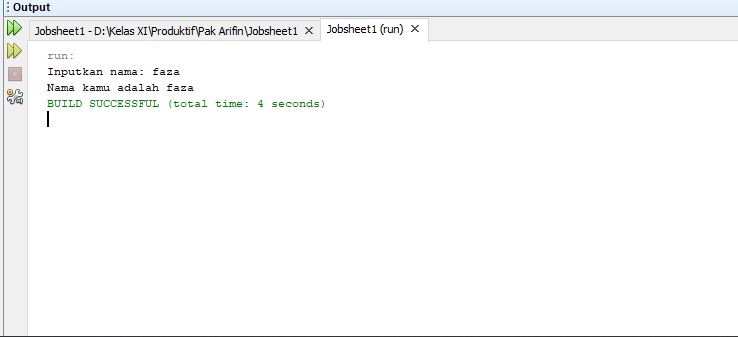 Output
Jobsheet1 - D:\Kelas XI\Produktif\Pak Arifin\Jobsheet1
Jobsheet1 (run)
run:
Inputkan nama: faza
Nama kamu adalah faza
BUILD SUCCESSFUL (total time: 4 seconds)